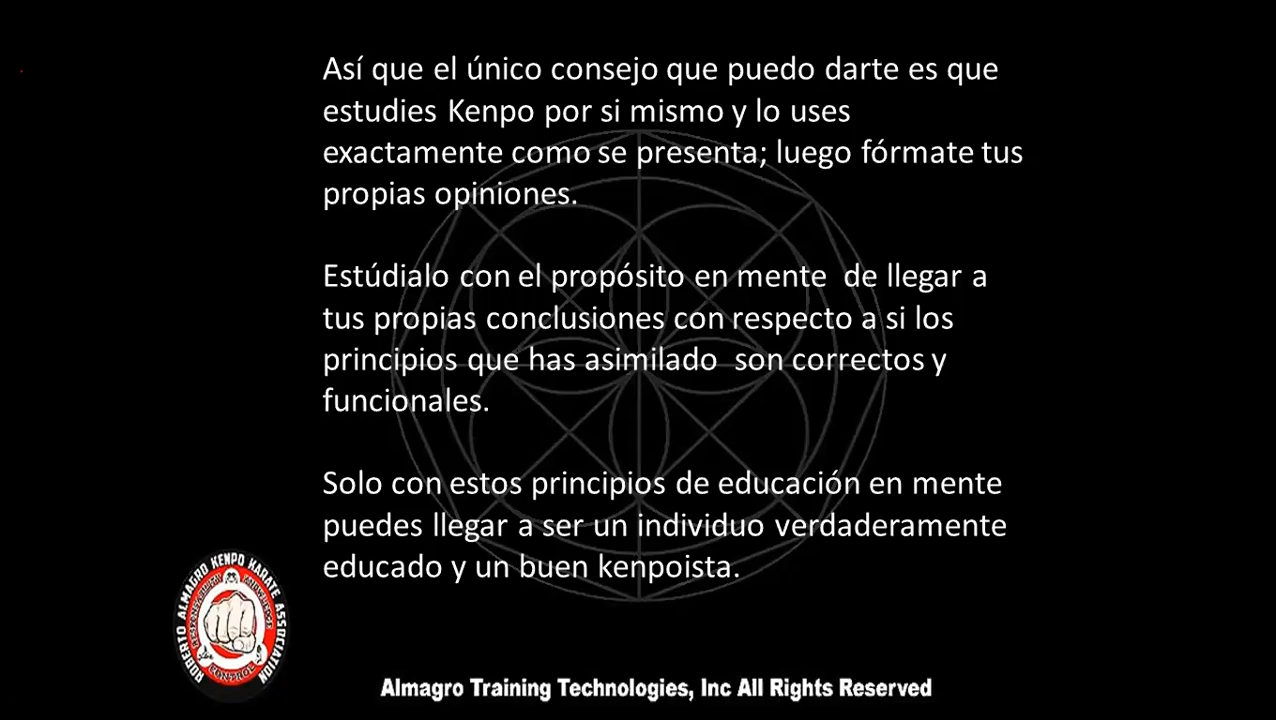 Así que el único consejo que puedo darte es que
estudies Kenpo por si mismo y lo uses
exactamente como se presenta; luego fórmate tus
propias opiniones.
Estúdialo con el propósito en mente de llegar a
tus propias conclusiones con respecto a si los
principios que has asimilado son correctos y
funcionales.
Solo con estos principios de educación en mente
puedes llegar a ser un individuo verdaderamente
educado y un buen kenpoista.
ROBERTO ALMAGRO KENPO KARATE ASSOCIATION
CONTROL
Almagro Training Technologies, Inc All Rights Reserved